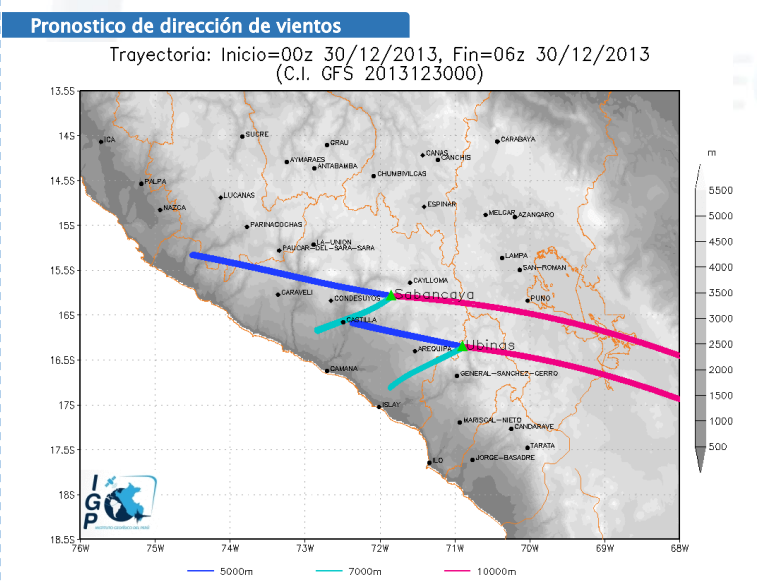 Pronostico de dirección de vientos
Trayectoria: Inicio=00z 30/12/2013, Fin=06z 30/12/2013
(C.I. GFS 2013123000)
13.5S
14S
14.5S
15S
15.5S
16S
16.5S
17S
17.5S
18S
18.5S
76W
75W
74W
73W
72W
71W
70W
69W
68W
ICA
SUCRE
GRAU
CARABAYA
AYMARAES
ANTABAMBA
CANAS
CANCHIS
CHUMBIVILCAS
PALPA
LUCANAS
NAZCA
ESPINAR
MELGAR
AZANGARO
PARINACOCHAS
LA-UNION
PAUCAR-DEL-SARA-SARA
LAMPA
SAN-ROMAN
CAYLLOMA
CARAVELI
CONDESUYOS
Sabancaya
PUNO
CASTILLA
AREQUIPA
Ubinas
CAMANA
GENERAL-SANCHEZ-CERRO
ISLAY
MARISCAL-NIETO
CANDARAVE
TARATA
ILO
JORGE-BASADRE
m
5500
5000
4500
4000
3500
3000
2500
2000
1500
1000
500
IGP
INSTITUTO GEOFISICO DEL PERÚ
5000m
7000m
10000m